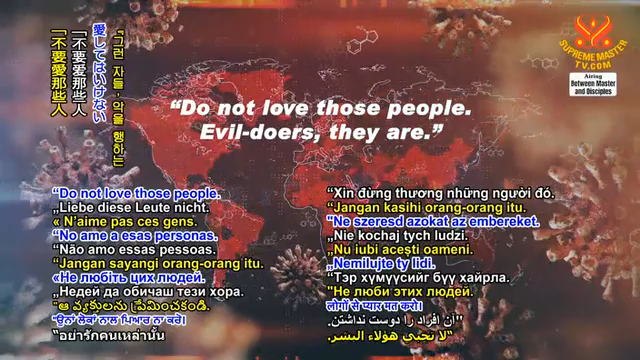 「不要愛那些人
「不要爱那些人
愛してはいけない
"그런 자들, 악을 행하는
SUPREME MASTER
TV.COM
Airing
Between Master
and Disciples
“Do not love those people.
Evil-doers, they are.”
“Do not love those people.
„Liebe diese Leute nicht.
« N’aime pas ces gens.
“No ame a esas personas.
“Não amo essas pessoas.
“Jangan sayangi orang-orang itu.
«Не любіть цих людей.
„Недей да обичаш тези хора.
"ఆ వ్యక్తులను ప్రేమించకండి.
"ਉਨਾਂ ਲੋਕਾਂ ਨਾਲ ਪਿਆਰ ਨਾ ਕਰੋ।
“อย่ารักคนเหล่านั้น
“Xin đừng thương những người đó.
“Jangan kasihi orang-orang itu.
"Ne szeresd azokat az embereket.
„Nie kochaj tych ludzi.
„Nu iubi acești oameni.
„Nemilujte ty lidi.
“Тэр хүмүүсийг бүү хайрла.
"Не люби этих людей.
लोगों से प्यार मत करो।
"آن افراد را دوست نداشتن.
“لا تحبني هؤلاء البشر.